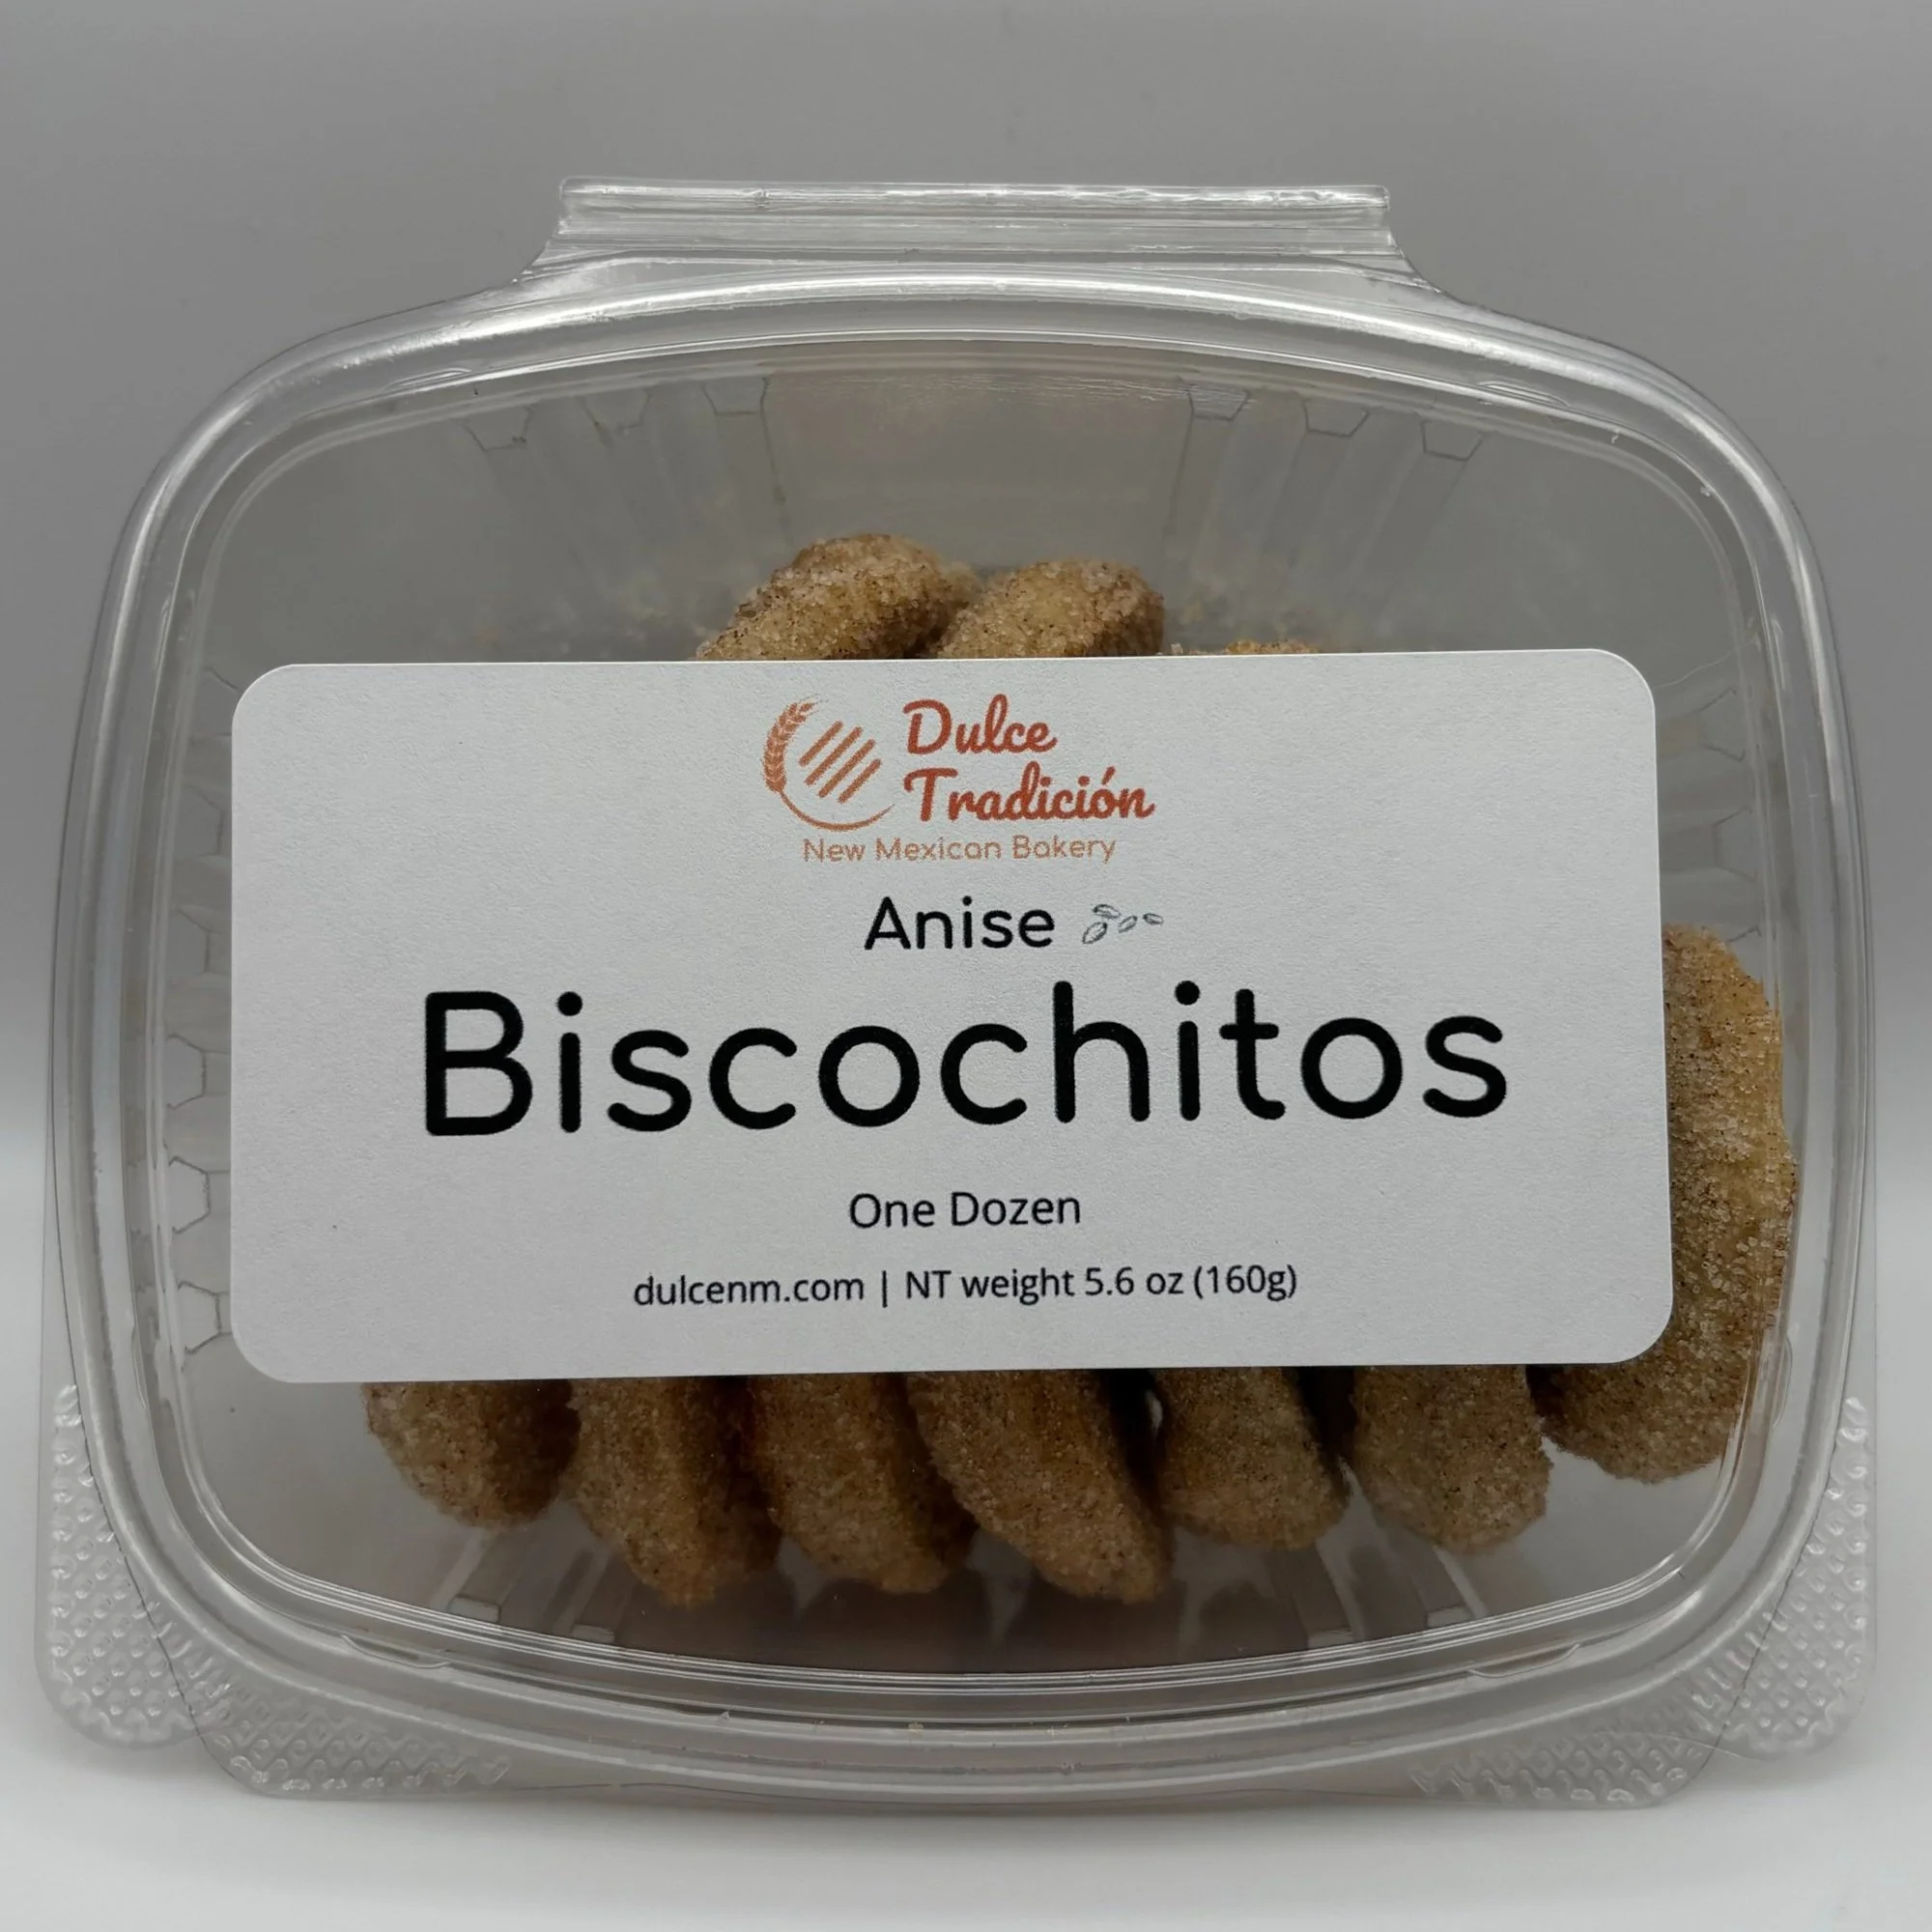 Dulce
Tradición
New Mexican Bakery
Anise
Biscochitos
One Dozen
dulcenm.com | NT weight 5.6 oz (160g)